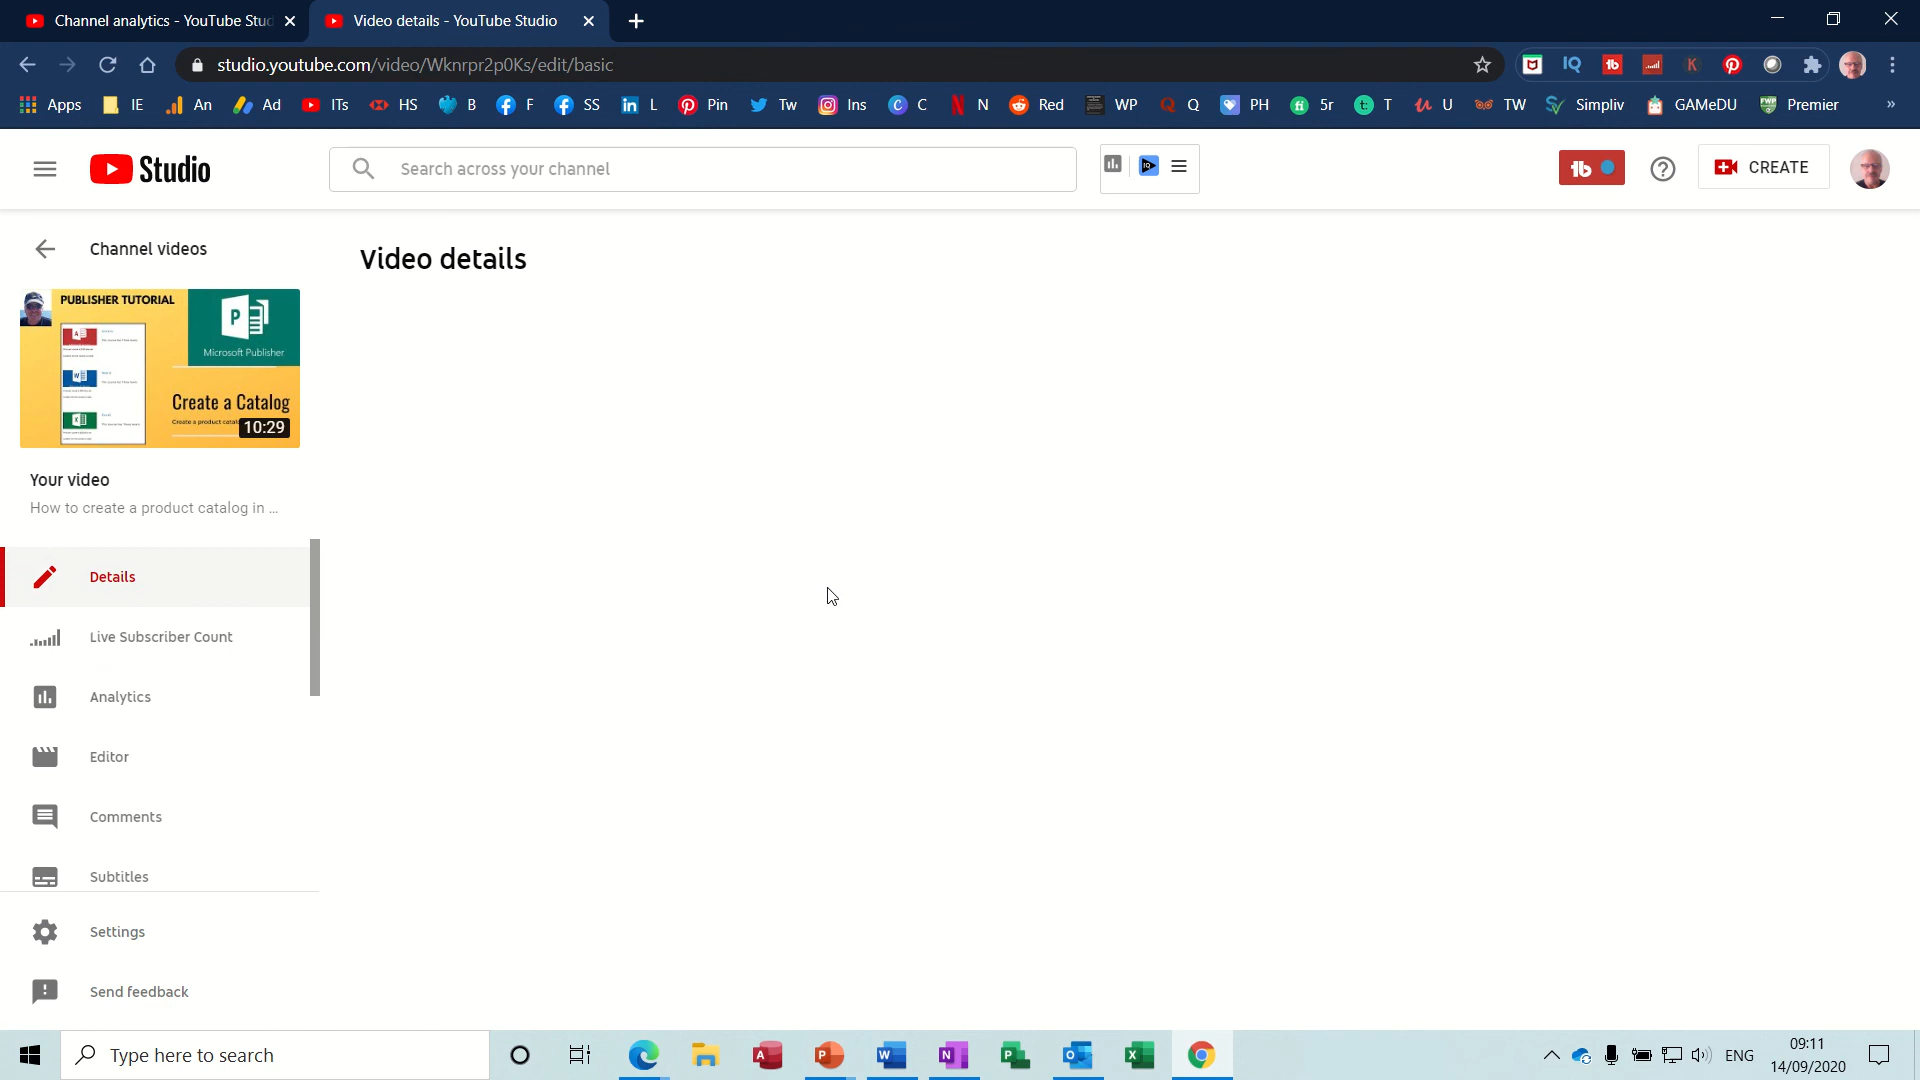 Channel analytics - YouTube Stu
Video details - YouTube Studio
studio.youtube.com/video/Wknrpr2p0Ks/edit/basic
Apps IE An Ad ITs HS B F SS L Pin Tw Ins C N Red WP Q PH 5r T U TW Simpliv GAMeDU Premier »
Studio
Search across your channel
CREATE
Channel videos
Video details
PUBLISHER TUTORIAL
Microsoft Publisher
Create a Catalog
Create a product catal
10:29
Your video
How to create a product catalog in ...
Details
Live Subscriber Count
Analytics
Editor
Comments
Subtitles
Settings
Send feedback
Type here to search
ENG
09:11
14/09/2020